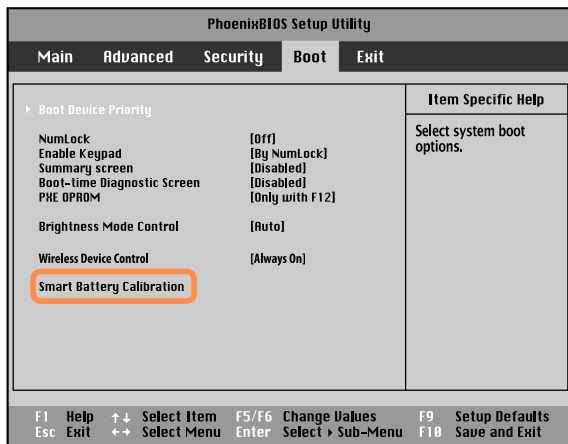 PhoenixBIOS Setup Utility
Main Advanced Security Boot Exit
Boot Device Priority
NumLock [Off]
Enable Keypad [By NumLock]
Summary screen [Disabled]
Boot-time Diagnostic Screen [Disabled]
PXE OPROM [Only with F12]
Brightness Mode Control [Auto]
Wireless Device Control [Always On]
Smart Battery Calibration
Item Specific Help
Select system boot
options.
F1 Help ↑↓ Select Item F5/F6 Change Values F9 Setup Defaults
Esc Exit ←→ Select Menu Enter Select ▸ Sub-Menu F10 Save and Exit